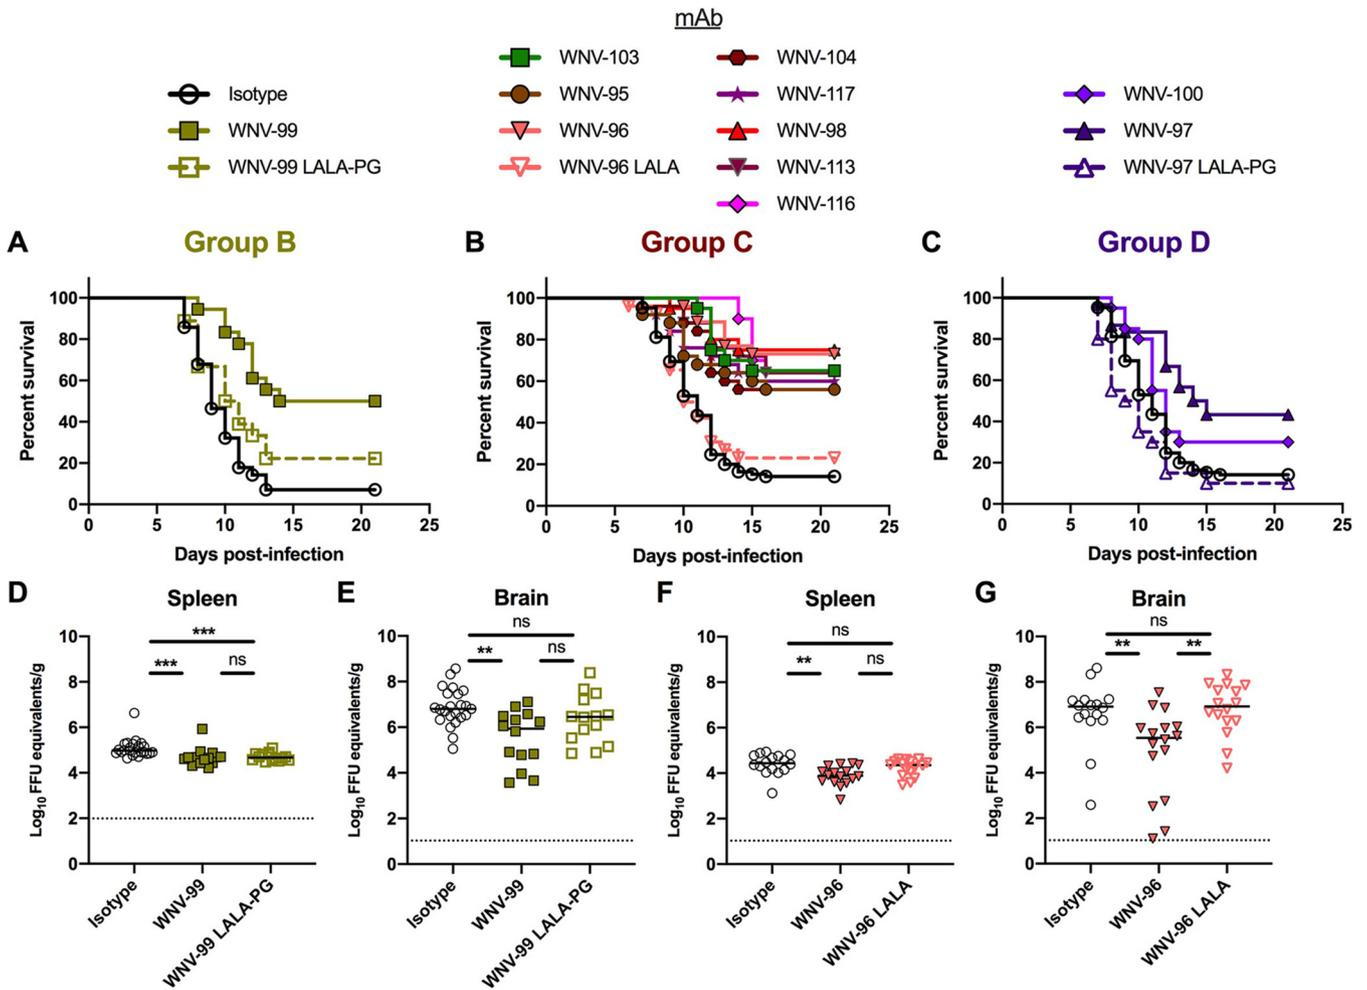 mAb
Isotype
WNV-99
WNV-99 LALA-PG
WNV-103
WNV-95
WNV-96
WNV-96 LALA
WNV-104
WNV-117
WNV-98
WNV-113
WNV-116
WNV-100
WNV-97
WNV-97 LALA-PG
A
Group B
Percent survival
100
80
60
40
20
0
0 5 10 15 20 25
Days post-infection
B
Group C
Percent survival
100
80
60
40
20
0
0 5 10 15 20 25
Days post-infection
C
Group D
Percent survival
100
80
60
40
20
0
0 5 10 15 20 25
Days post-infection
D
Spleen
Log10 FFU equivalents/g
10
8
6
4
2
0
***
*** ns
Isotype
WNV-99
WNV-99 LALA-PG
E
Brain
Log10 FFU equivalents/g
10
8
6
4
2
0
ns
** ns
Isotype
WNV-99
WNV-99 LALA-PG
F
Spleen
Log10 FFU equivalents/g
10
8
6
4
2
0
ns
** ns
Isotype
WNV-96
WNV-96 LALA
G
Brain
Log10 FFU equivalents/g
10
8
6
4
2
0
ns
** **
Isotype
WNV-96
WNV-96 LALA